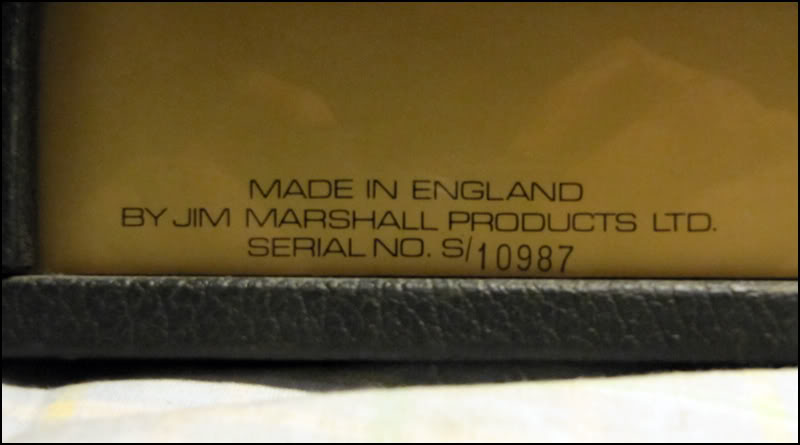 MADE IN ENGLAND
BY JIM MARSHALL PRODUCTS LTD.
SERIAL NO. S/10987